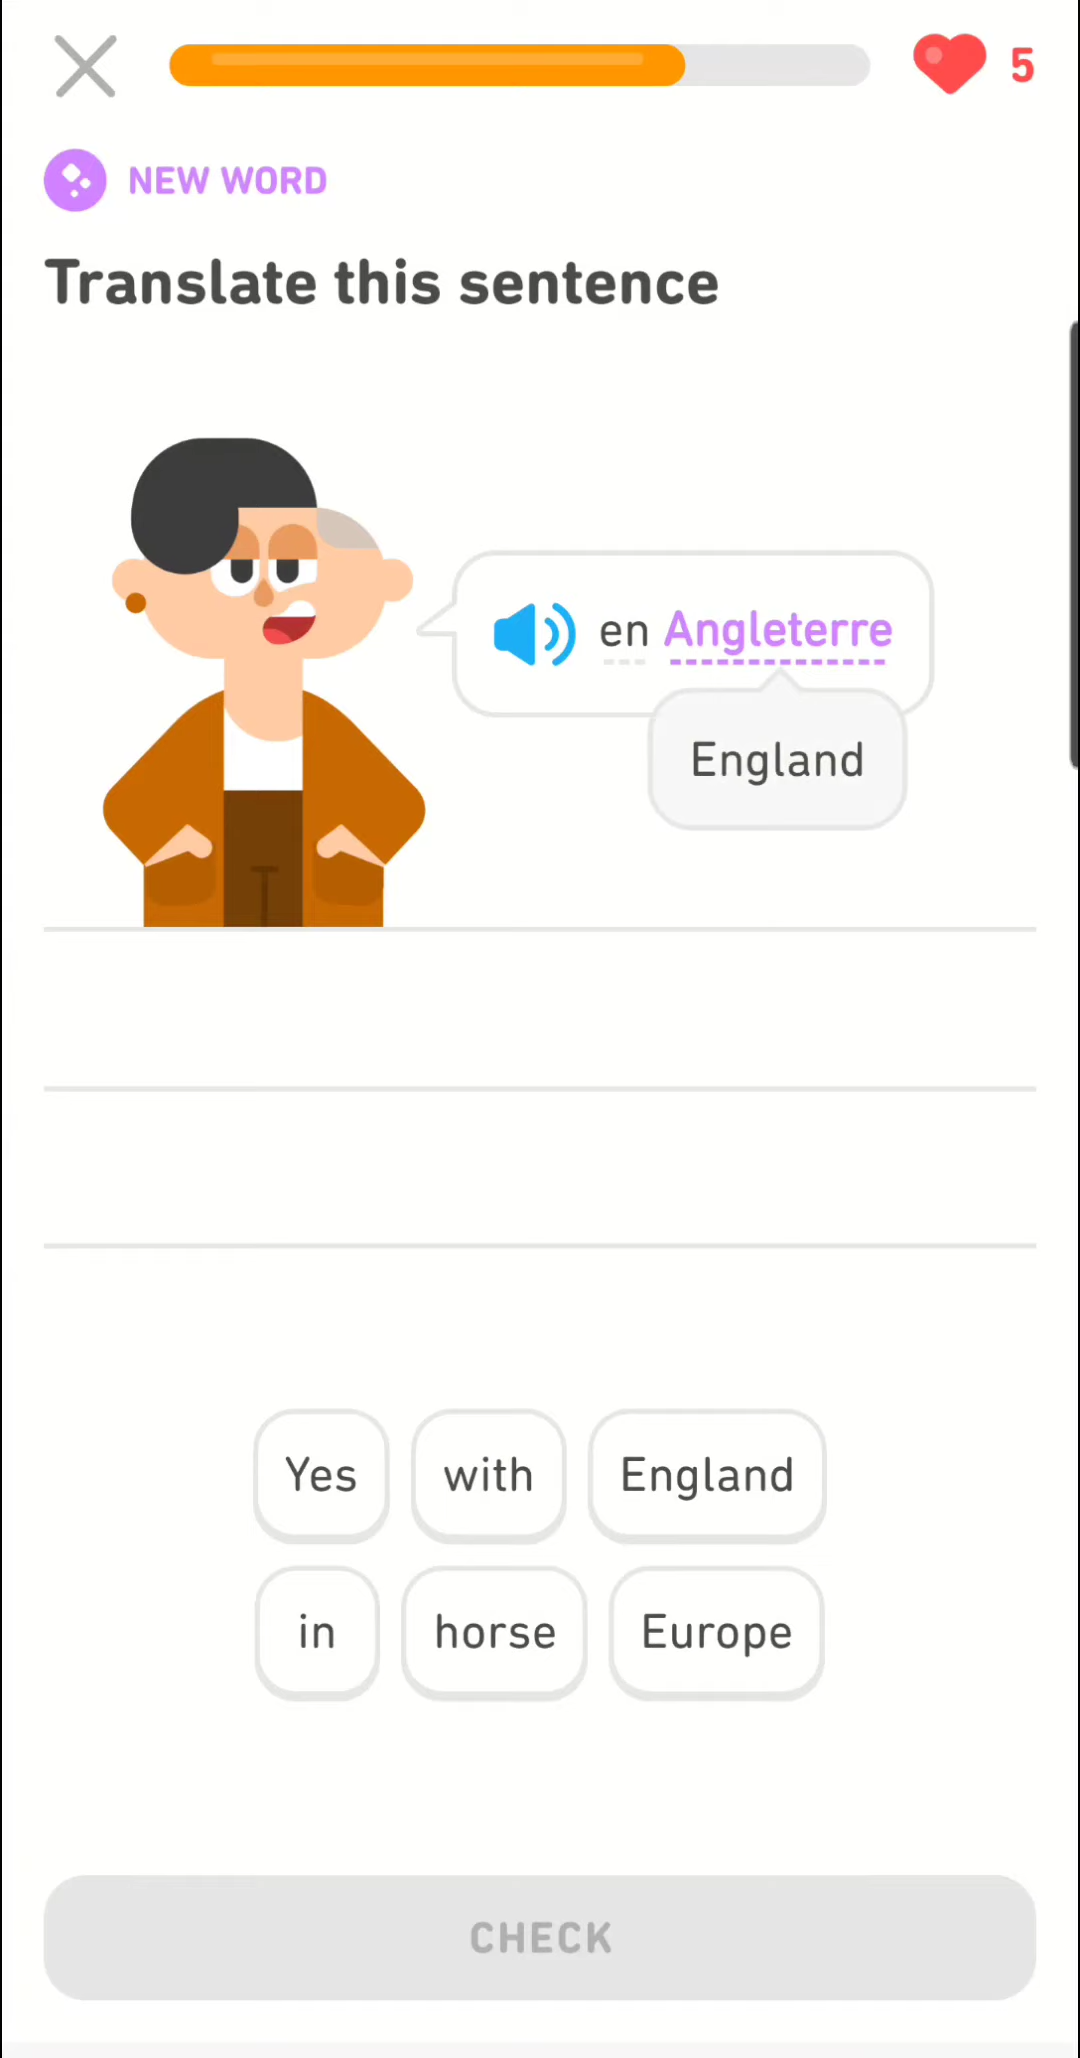 5
NEW WORD
Translate this sentence
en Angleterre
England
Yes with England
in horse Europe
CHECK